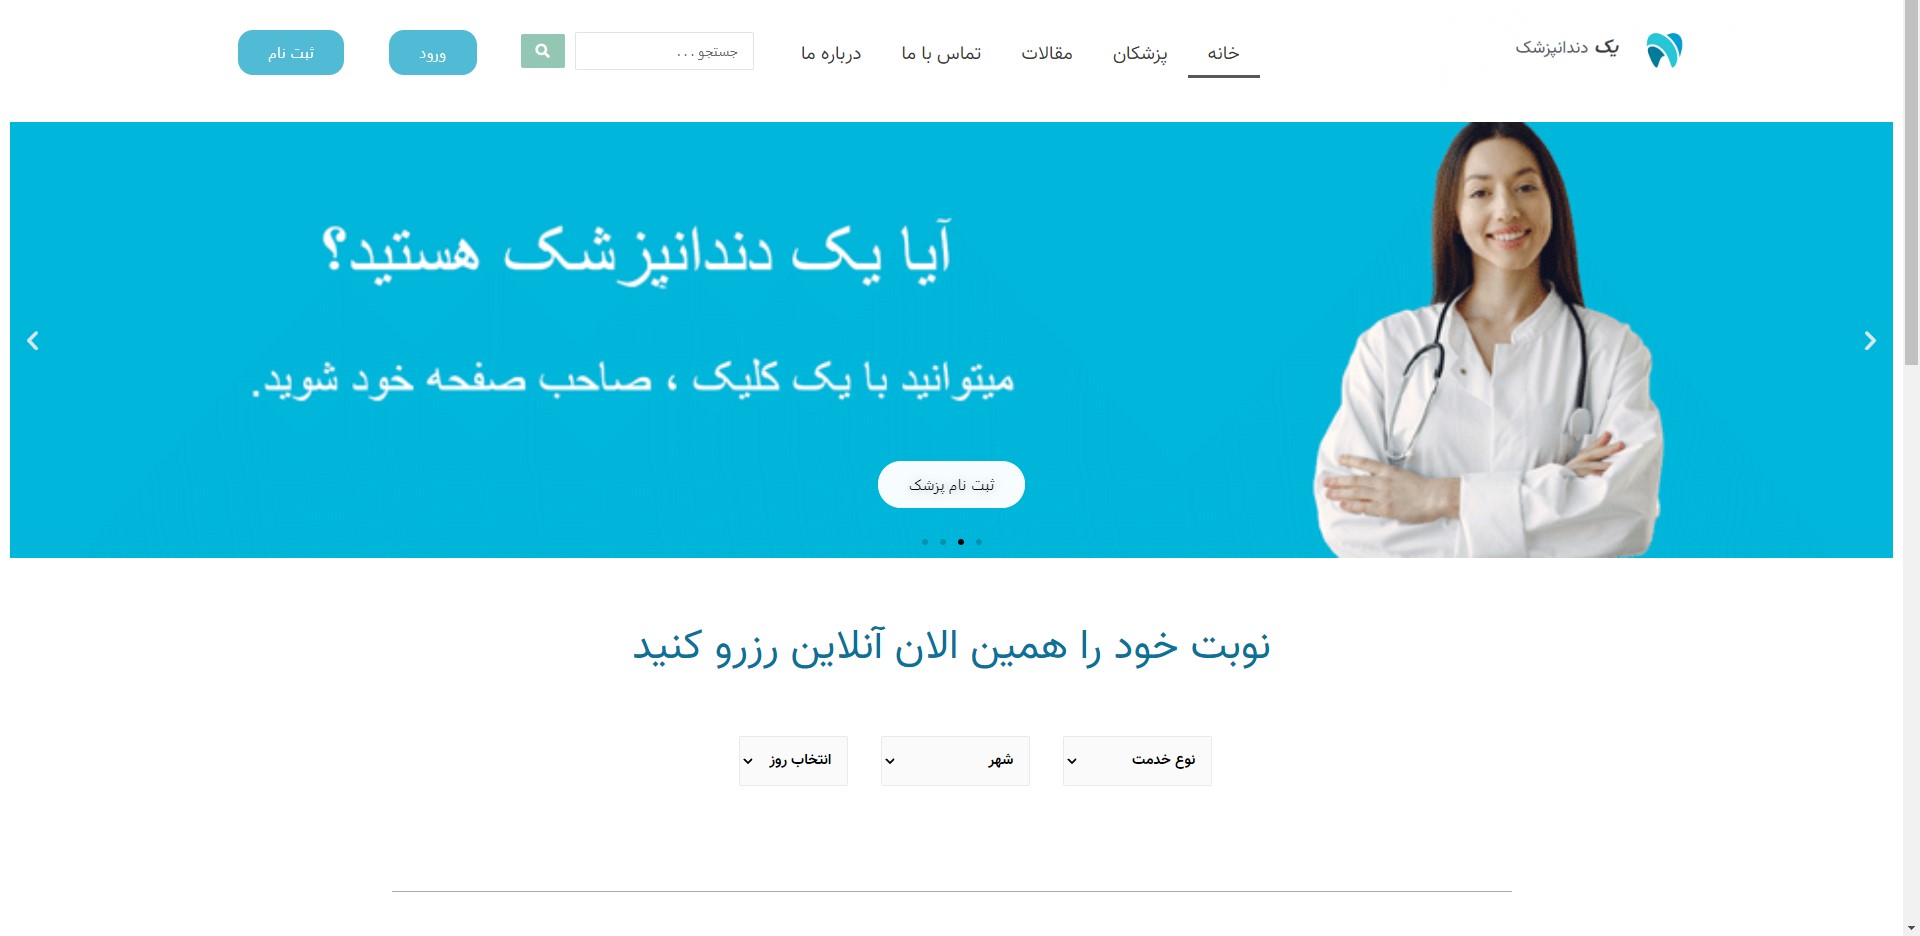 یک دندانپزشک
خانه
پزشکان
مقالات
تماس با ما
درباره ما
جستجو...
ورود
ثبت نام
آیا یک دندانپزشک هستید؟
میتوانید با یک کلیک ، صاحب صفحه خود شوید.
ثبت نام پزشک
نوبت خود را همین الان آنلاین رزرو کنید
نوع خدمت
شهر
انتخاب روز